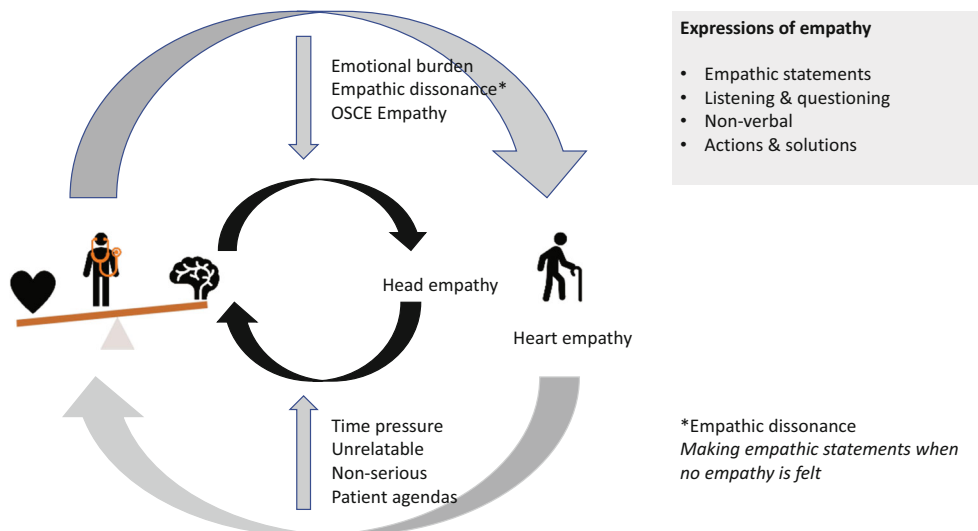 Emotional burden
Empathic dissonance*
OSCE Empathy
Expressions of empathy
• Empathic statements
• Listening & questioning
• Non-verbal
• Actions & solutions
Head empathy
Heart empathy
Time pressure
Unrelatable
Non-serious
Patient agendas
*Empathic dissonance
Making empathic statements when
no empathy is felt